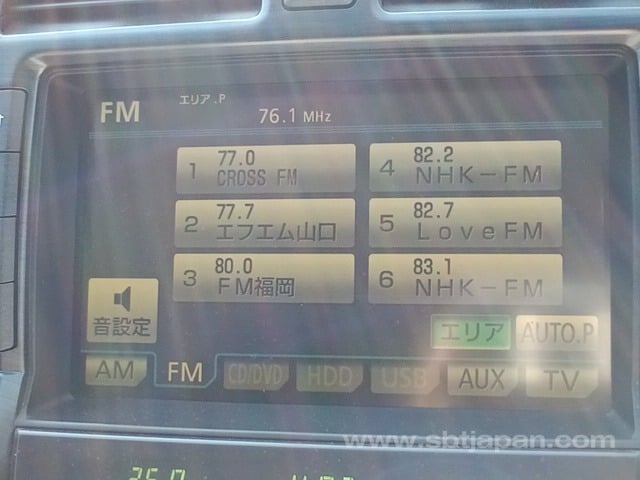 FM
エリア.P
76.1 MHz
1 77.0 CROSS FM
2 77.7 エフエム山口
3 80.0 FM福岡
4 82.2 NHK-FM
5 82.7 LoveFM
6 83.1 NHK-FM
音設定
エリア
AUTO.P
AM
FM
CD/DVD
HDD
USB
AUX
TV
www.sbtjapan.com